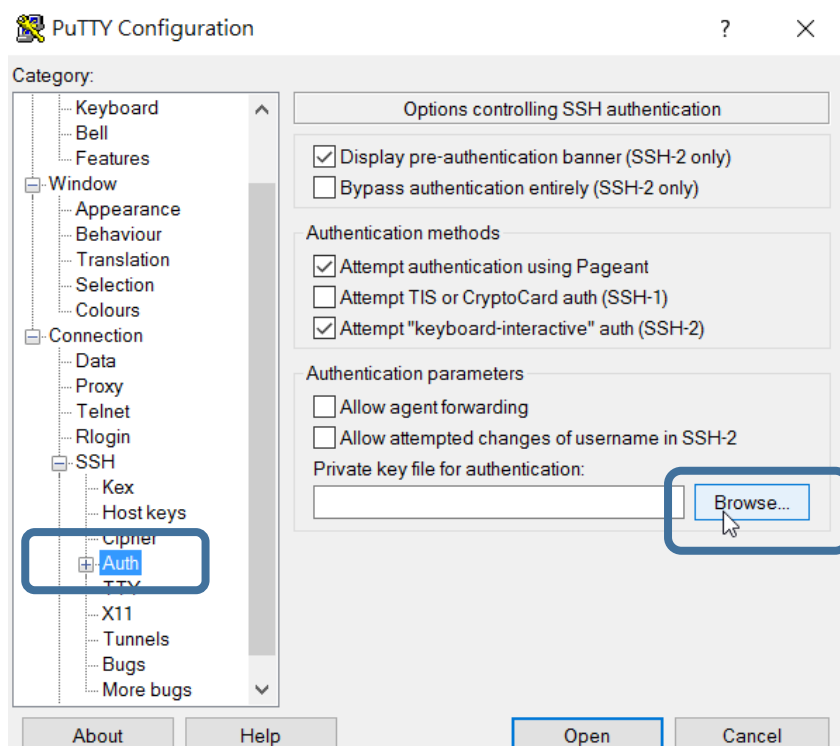 PuTTY Configuration
?
Category:
Keyboard
Bell
Features
Window
Appearance
Behaviour
Translation
Selection
Colours
Connection
Data
Proxy
Telnet
Rlogin
SSH
Kex
Host keys
Cipher
Auth
TTY
X11
Tunnels
Bugs
More bugs
Options controlling SSH authentication
Display pre-authentication banner (SSH-2 only)
Bypass authentication entirely (SSH-2 only)
Authentication methods
Attempt authentication using Pageant
Attempt TIS or CryptoCard auth (SSH-1)
Attempt "keyboard-interactive" auth (SSH-2)
Authentication parameters
Allow agent forwarding
Allow attempted changes of username in SSH-2
Private key file for authentication:
Browse...
About
Help
Open
Cancel